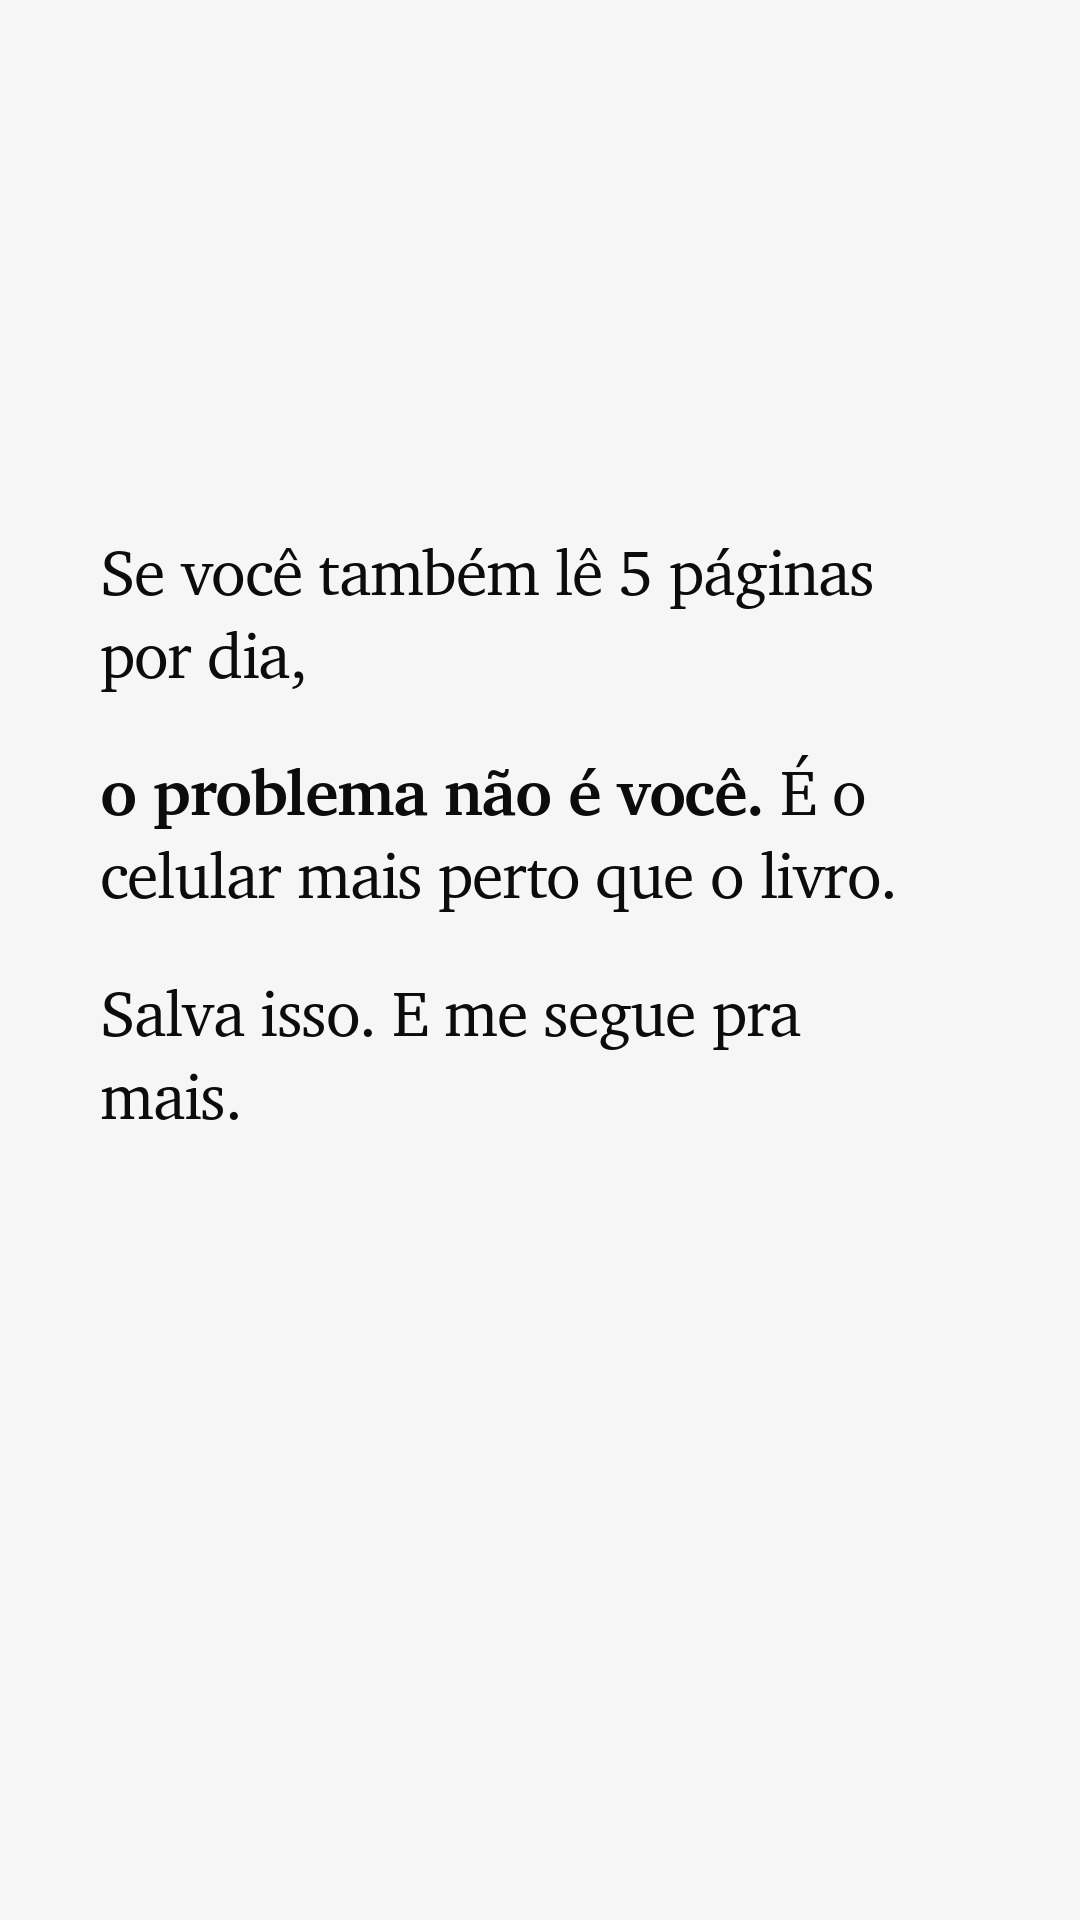 Se você também lê 5 páginas
por dia,
o problema não é você. É o
celular mais perto que o livro.
Salva isso. E me segue pra
mais.